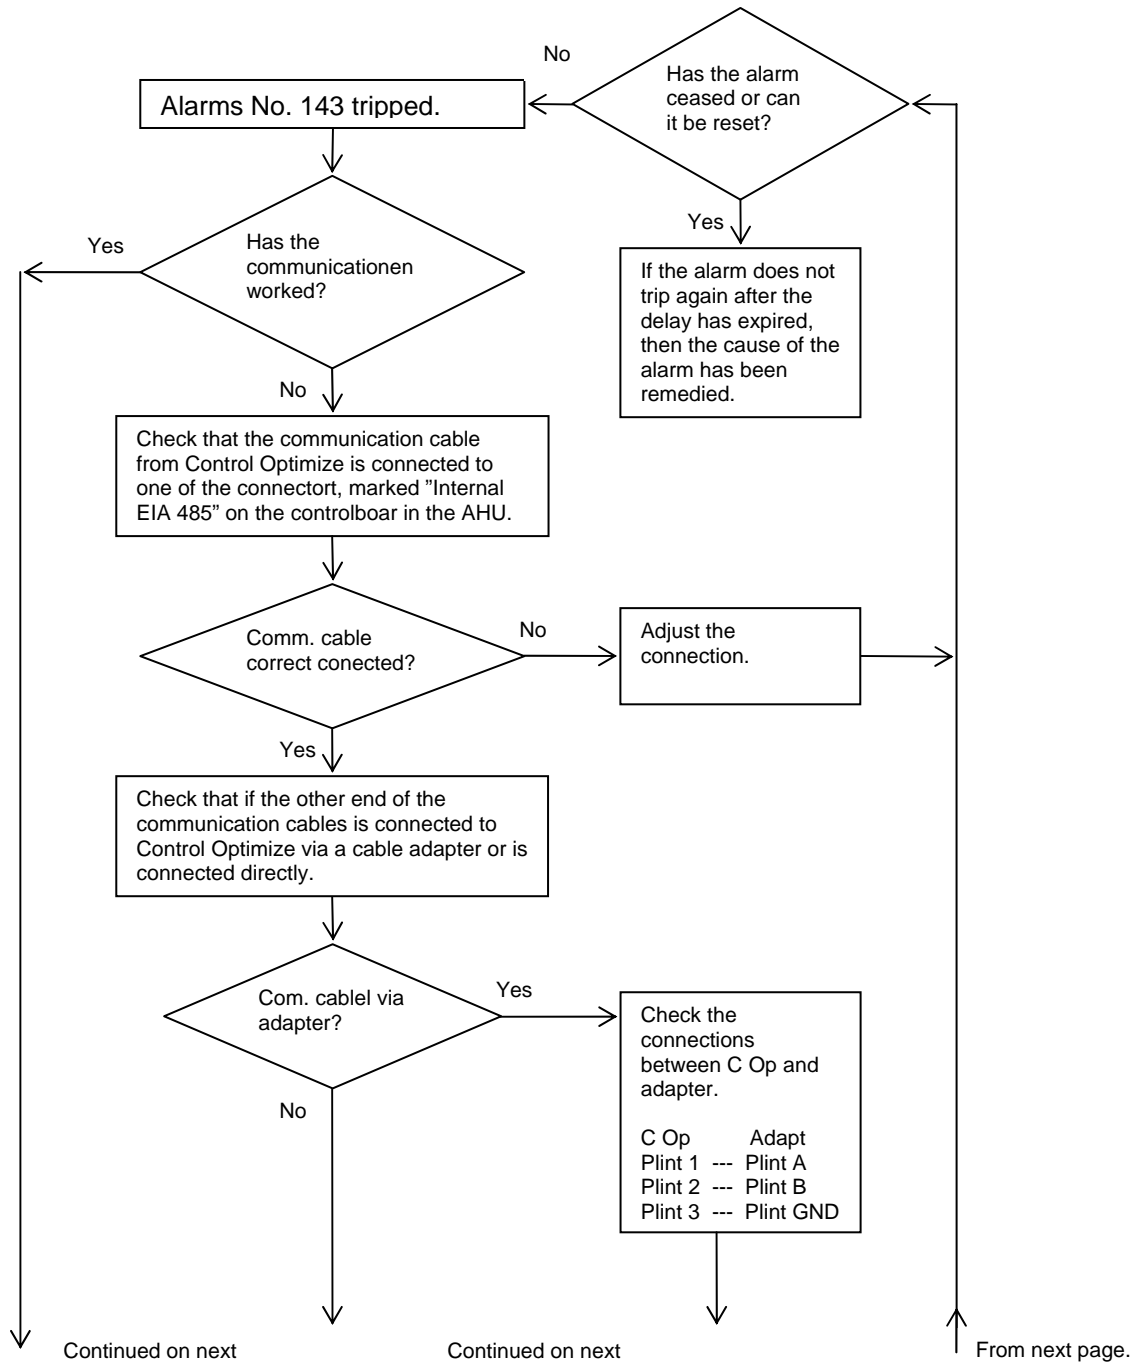 No
Has the alarm
ceased or can
it be reset?
Alarms No. 143 tripped.
Yes
Yes
Has the
communicationen
worked?
If the alarm does not
trip again after the
delay has expired,
then the cause of the
alarm has been
remedied.
No
Check that the communication cable
from Control Optimize is connected to
one of the connectort, marked ”Internal
EIA 485” on the controlboar in the AHU.
Comm. cable
correct conected?
No
Adjust the
connection.
Yes
Check that if the other end of the
communication cables is connected to
Control Optimize via a cable adapter or is
connected directly.
Com. cablel via
adapter?
Yes
Check the
connections
between C Op and
adapter.
C Op Adapt
Plint 1 --- Plint A
Plint 2 --- Plint B
Plint 3 --- Plint GND
No
Continued on next
Continued on next
From next page.